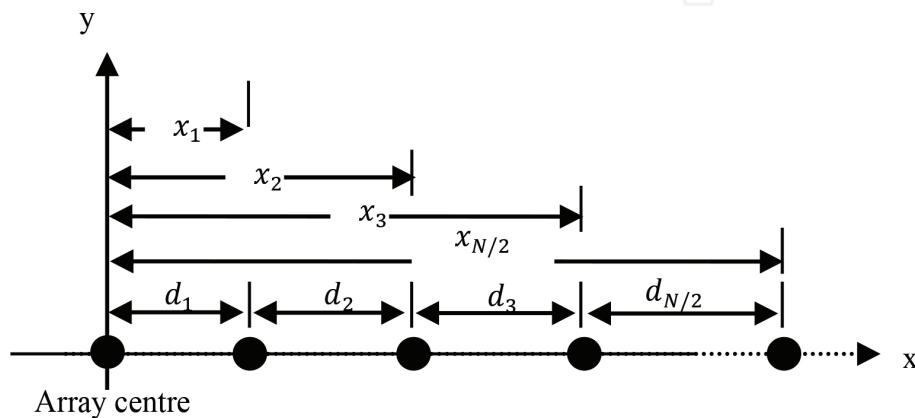 y
x₁
x₂
x₃
x_{N/2}
d₁ d₂ d₃ d_{N/2}
x
Array centre